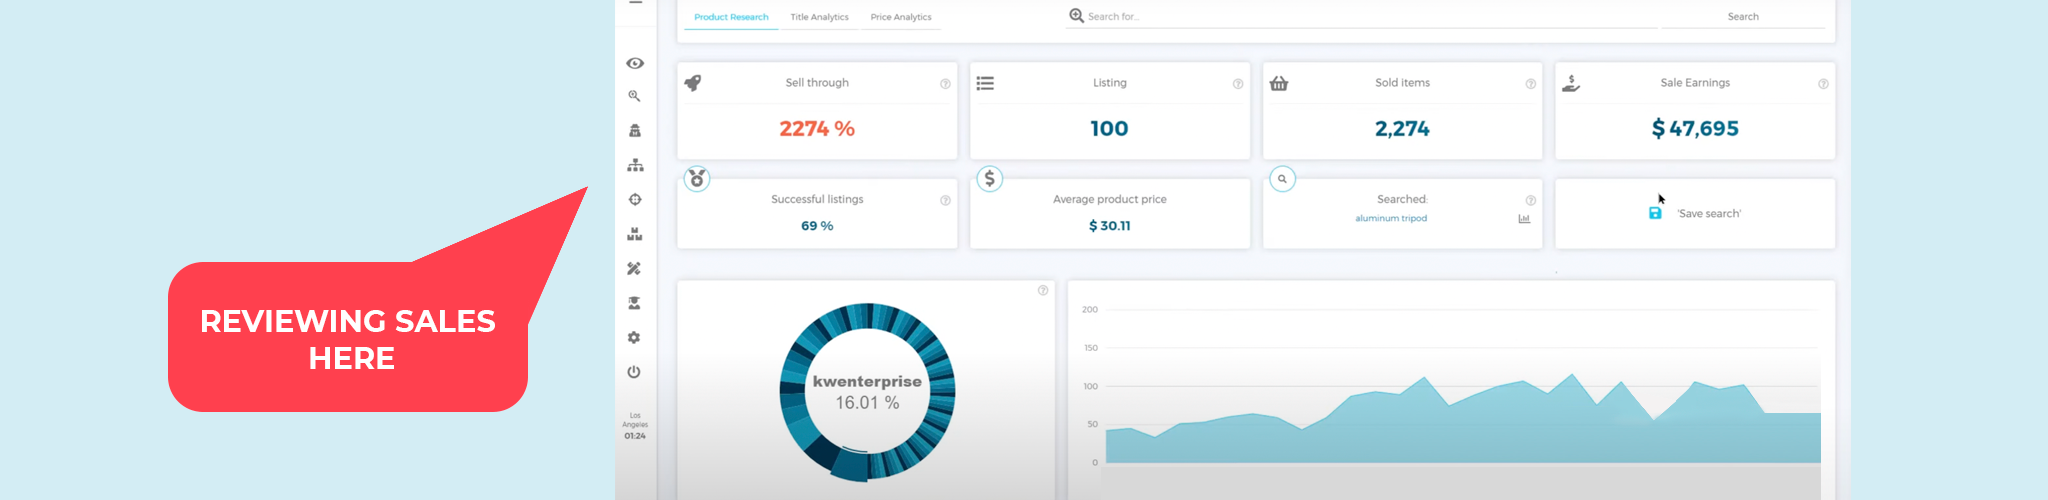 Product Research
Title Analytics
Price Analytics
Search for...
Search
Sell through
Listing
Sold items
Sale Earnings
2274 %
100
2,274
$ 47,695
Successful listings
69 %
Average product price
$ 30.11
Searched:
aluminum tripod
'Save search'
REVIEWING SALES
HERE
Los
Angeles
01:24
kwenterprise
16.01 %
200
150
100
50
0